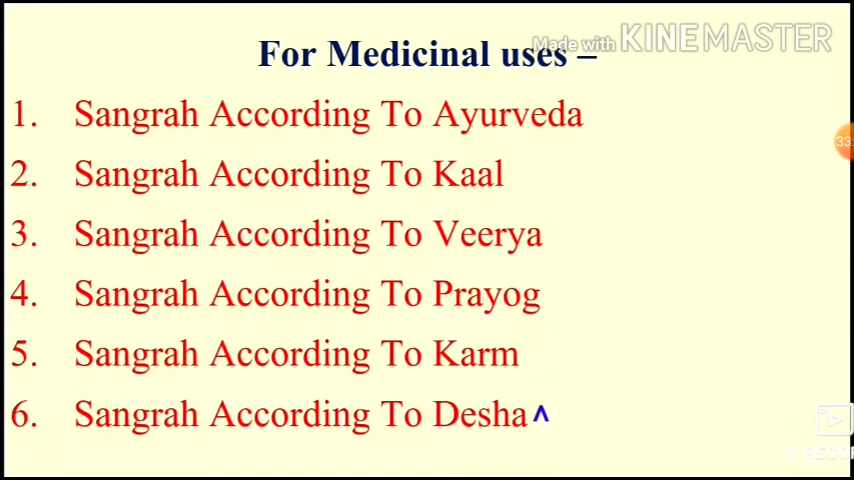 For Medicinal uses –
Made with KINEMASTER
1. Sangrah According To Ayurveda
2. Sangrah According To Kaal
3. Sangrah According To Veerya
4. Sangrah According To Prayog
5. Sangrah According To Karm
6. Sangrah According To Desha ^